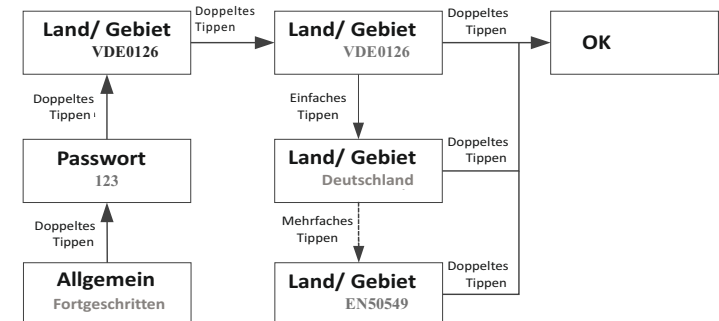 Land/ Gebiet
VDE0126
Doppeltes
Tippen
Land/ Gebiet
VDE0126
Doppeltes
Tippen
OK
Doppeltes
Tippen
Einfaches
Tippen
Passwort
123
Land/ Gebiet
Deutschland
Doppeltes
Tippen
Doppeltes
Tippen
Mehrfaches
Tippen
Allgemein
Fortgeschritten
Land/ Gebiet
EN50549
Doppeltes
Tippen